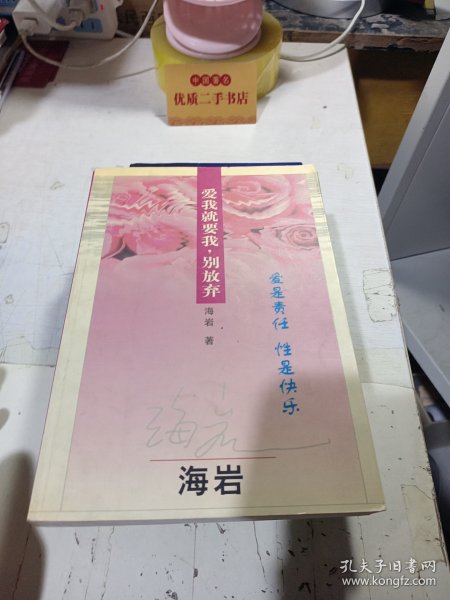 中国著名
优质二手书店
爱我就要我，别放弃
海岩 著
爱是责任 性是快乐
海岩
海岩
孔夫子旧书网
www.kongfz.com